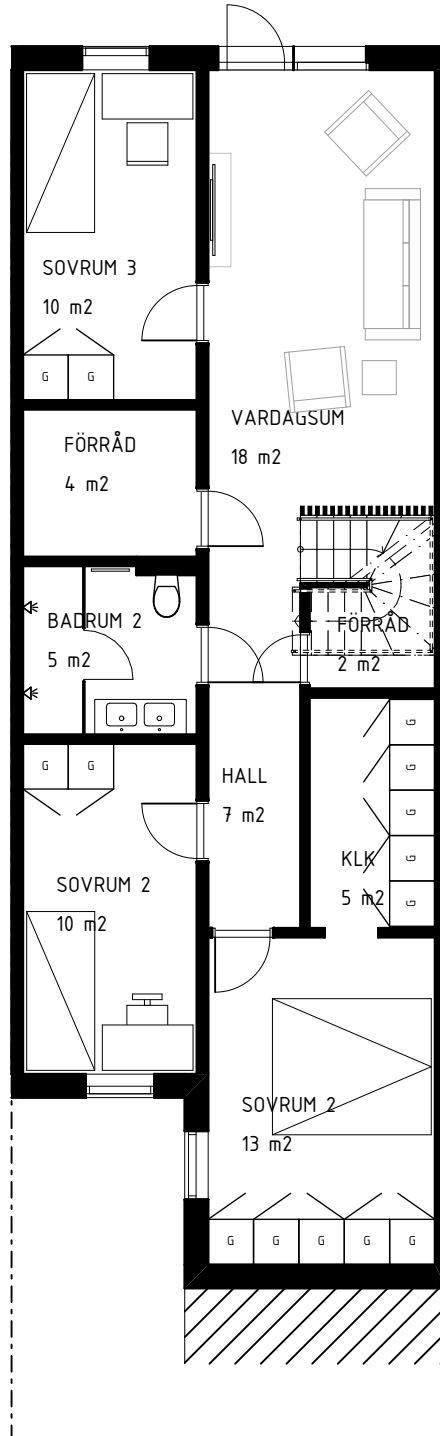 SOVRUM 3
10 m2
G G
VARDAGSUM
18 m2
FÖRRÅD
4 m2
BADRUM 2
5 m2
FÖRRÅD
2 m2
G G
G
G
G
G
G
HALL
7 m2
KLK
5 m2
SOVRUM 2
10 m2
SOVRUM 2
13 m2
G G G G G